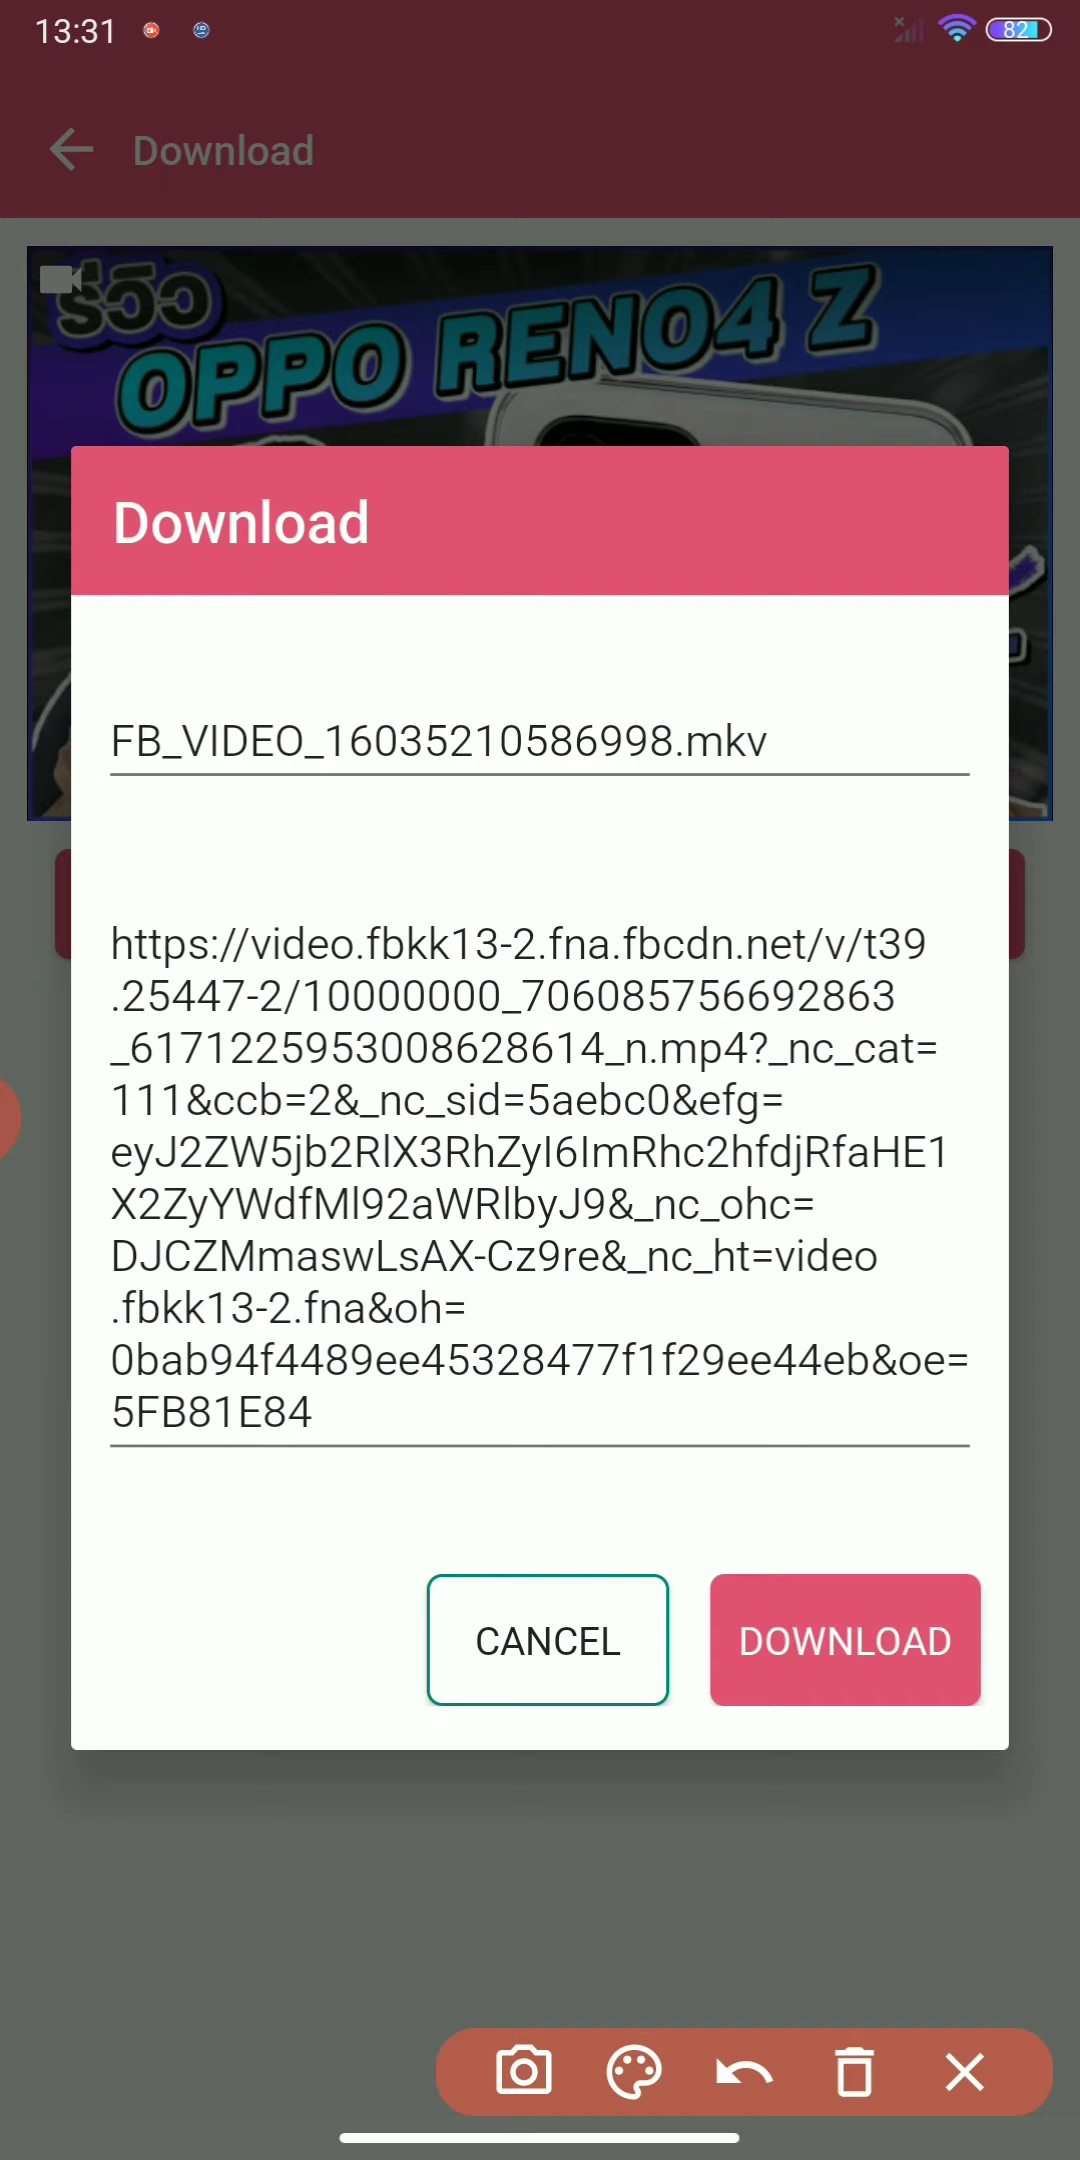 13:31
82
Download
รีวิว
OPPO RENO4 Z
Download
FB_VIDEO_16035210586998.mkv
https://video.fbkk13-2.fna.fbcdn.net/v/t39
.25447-2/10000000_706085756692863
_6171225953008628614_n.mp4?_nc_cat=
111&ccb=2&_nc_sid=5aebc0&efg=
eyJ2ZW5jb2RlX3RhZyI6ImRhc2hfdjRfaHE1
X2ZyYWdfMl92aWRlbyJ9&_nc_ohc=
DJCZMmaswLsAX-Cz9re&_nc_ht=video
.fbkk13-2.fna&oh=
0bab94f4489ee45328477f1f29ee44eb&oe=
5FB81E84
CANCEL
DOWNLOAD